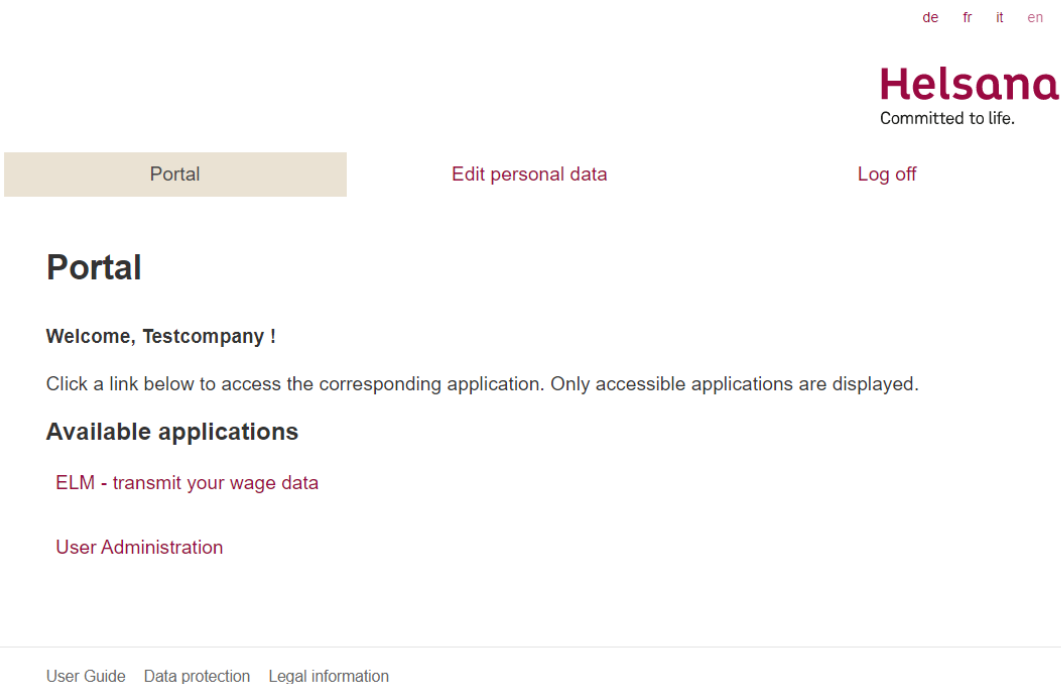 de fr it en
Helsana
Committed to life.
Portal Edit personal data Log off
Portal
Welcome, Testcompany !
Click a link below to access the corresponding application. Only accessible applications are displayed.
Available applications
ELM - transmit your wage data
User Administration
User Guide Data protection Legal information